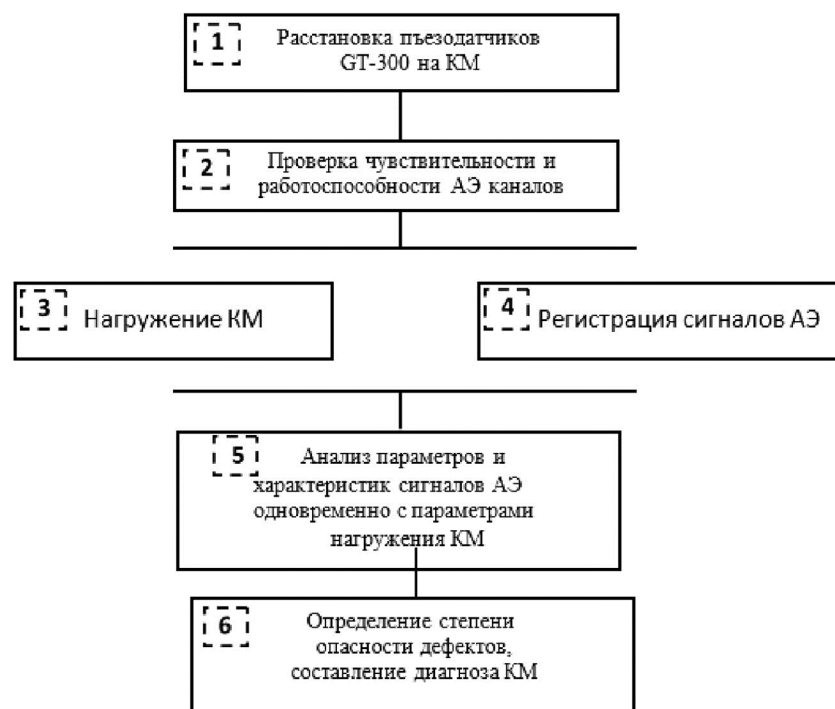 1
Расстановка пъезодатчиков
GT-300 на КМ
2
Проверка чувствительности и
работоспособности АЭ каналов
3
Нагружение КМ
4
Регистрация сигналов АЭ
5
Анализ параметров и
характеристик сигналов АЭ
одновременно с параметрами
нагружения КМ
6
Определение степени
опасности дефектов,
составление диагноза КМ